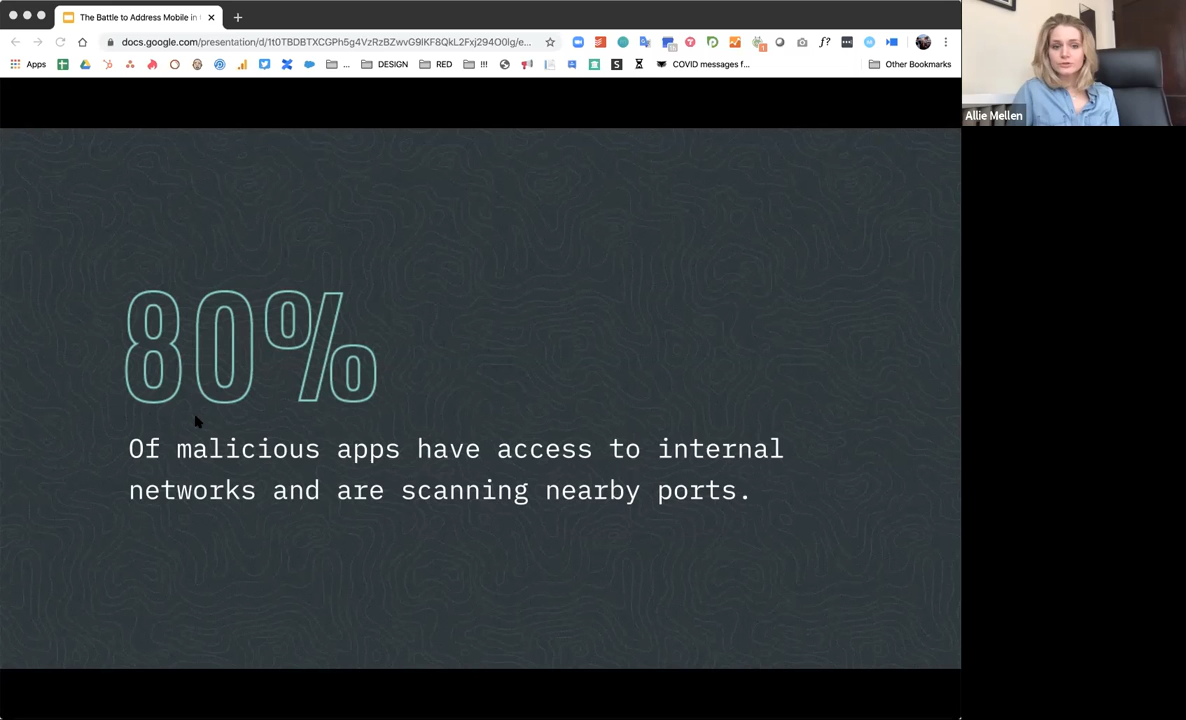 The Battle to Address Mobile in
docs.google.com/presentation/d/1t0TBDBTXCGPh5g4VzRzBZwvG9lKF8QkL2Fxj294O0lg/e...
Apps
...
DESIGN
RED
!!!
COVID messages f...
Other Bookmarks
Allie Mellen
80%
Of malicious apps have access to internal
networks and are scanning nearby ports.